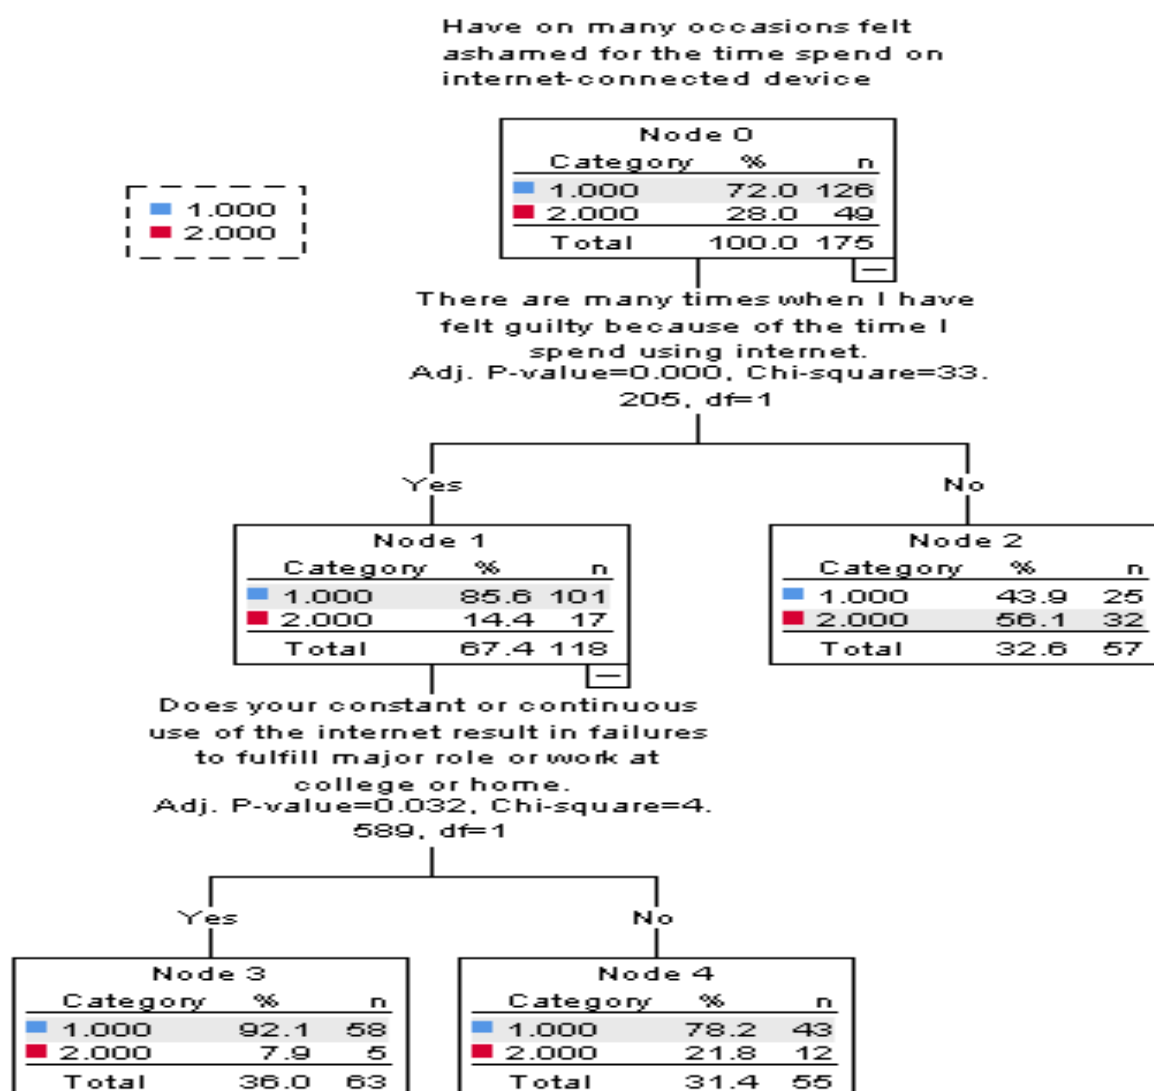 Have on many occasions felt
ashamed for the time spend on
internet-connected device
Node 0
Category % n
1.000 72.0 126
2.000 28.0 49
Total 100.0 175
1.000
2.000
There are many times when I have
felt guilty because of the time I
spend using internet.
Adj. P-value=0.000, Chi-square=33.
205, df=1
Yes
No
Node 1
Category % n
1.000 85.6 101
2.000 14.4 17
Total 67.4 118
Node 2
Category % n
1.000 43.9 25
2.000 56.1 32
Total 32.6 57
Does your constant or continuous
use of the internet result in failures
to fulfill major role or work at
college or home.
Adj. P-value=0.032, Chi-square=4.
589, df=1
Yes
No
Node 3
Category % n
1.000 92.1 58
2.000 7.9 5
Total 36.0 63
Node 4
Category % n
1.000 78.2 43
2.000 21.8 12
Total 31.4 55